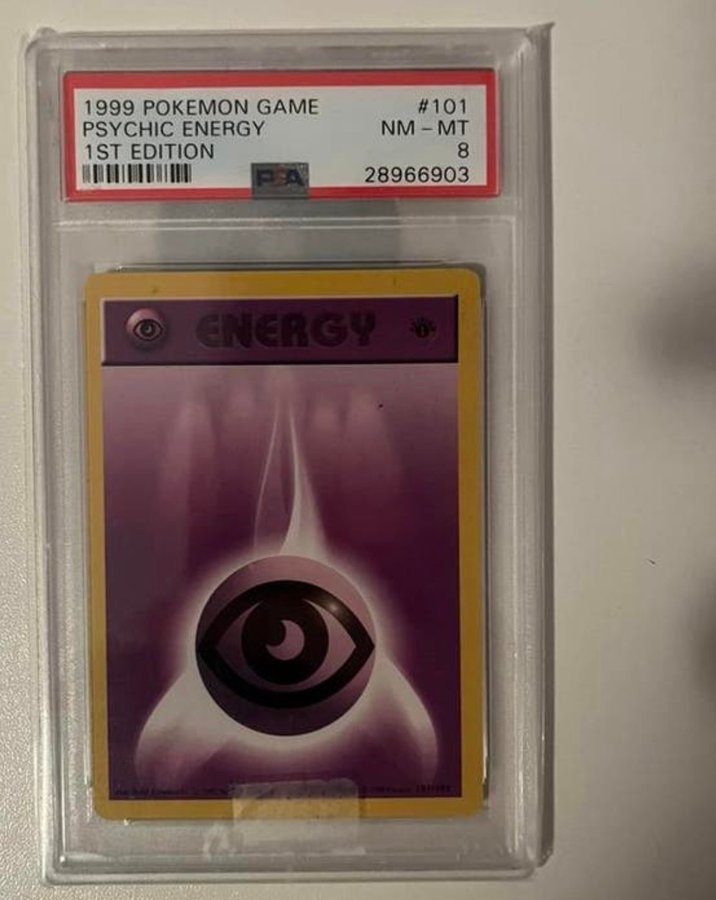 1999 POKEMON GAME #101
PSYCHIC ENERGY NM - MT
1ST EDITION 8
PSA 28966903
ENERGY